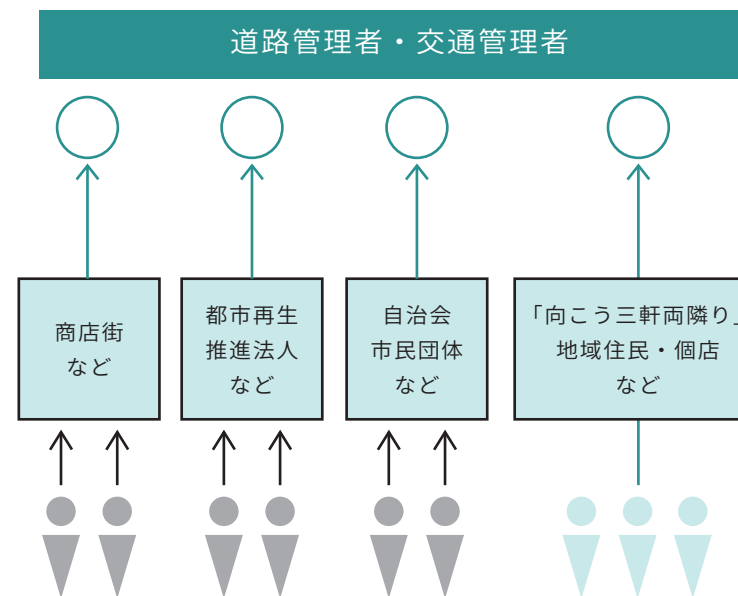 道路管理者・交通管理者
商店街
など
都市再生
推進法人
など
自治会
市民団体
など
「向こう三軒両隣り」
地域住民・個店
など